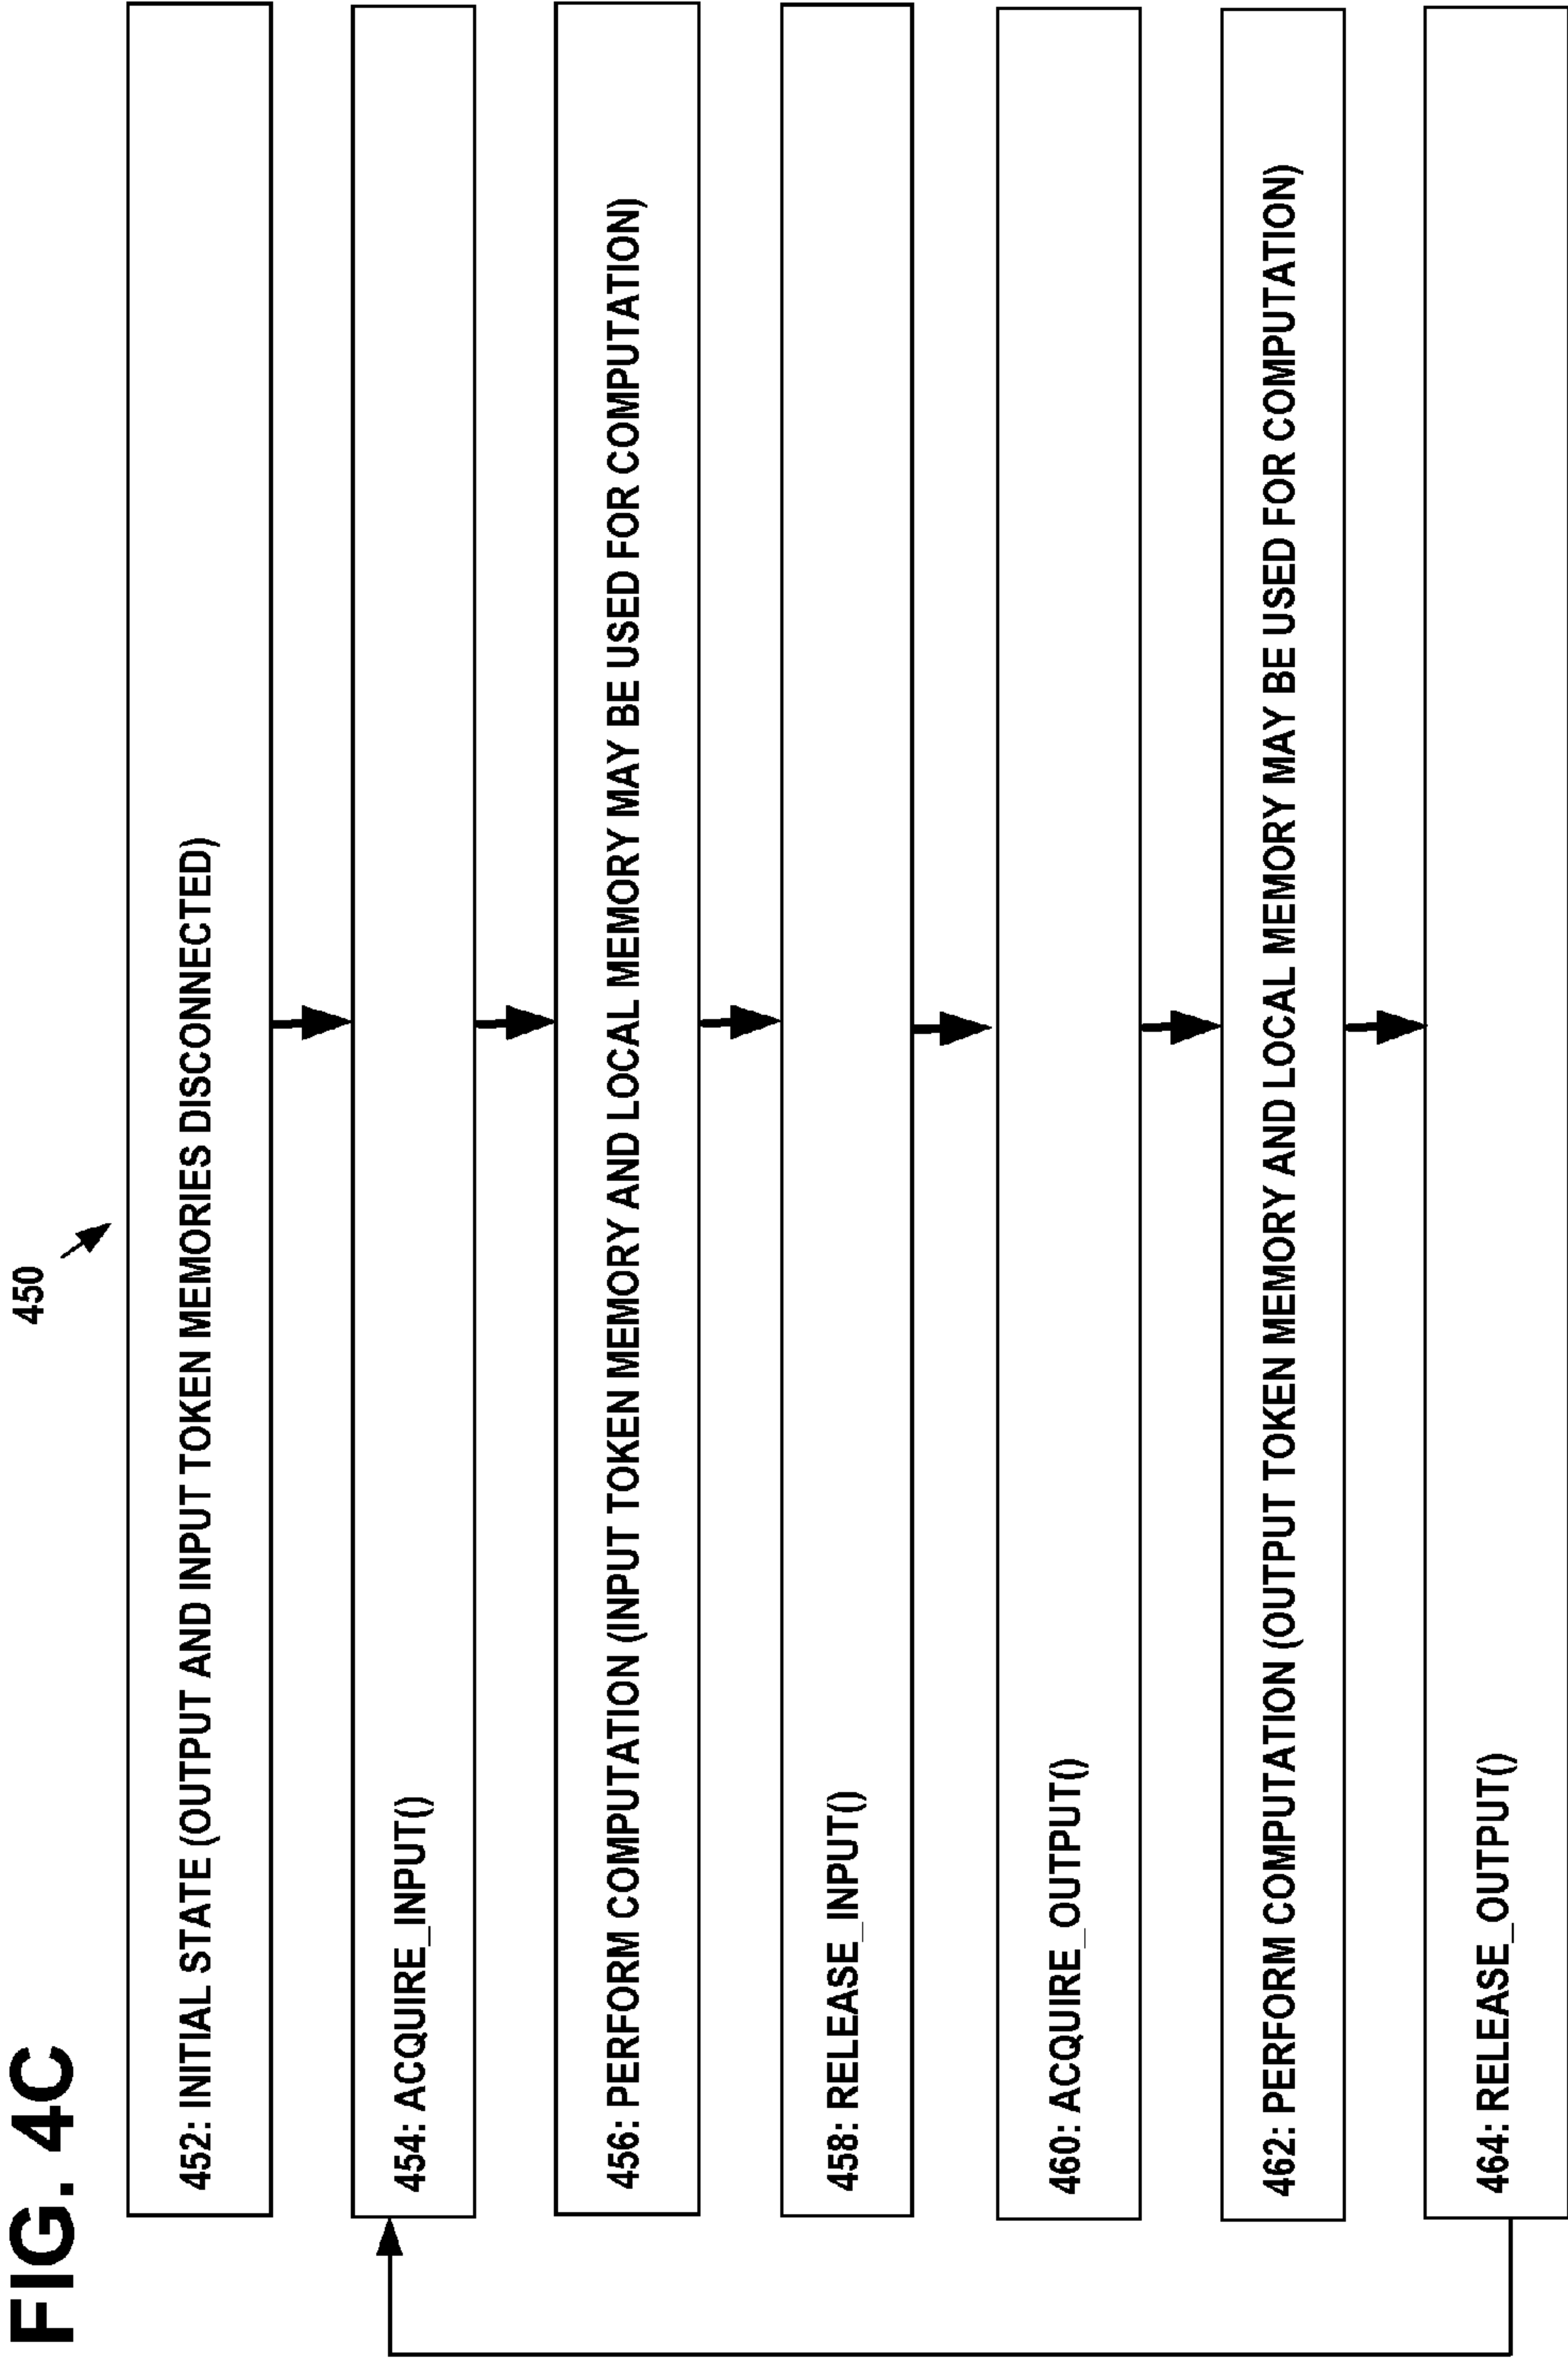 FIG. 4C
450
452: INITIAL STATE (OUTPUT AND INPUT TOKEN MEMORIES DISCONNECTED)
454: ACQUIRE_INPUT()
456: PERFORM COMPUTATION (INPUT TOKEN MEMORY AND LOCAL MEMORY MAY BE USED FOR COMPUTATION)
458: RELEASE_INPUT()
460: ACQUIRE_OUTPUT()
462: PERFORM COMPUTATION (OUTPUT TOKEN MEMORY AND LOCAL MEMORY MAY BE USED FOR COMPUTATION)
464: RELEASE_OUTPUT()